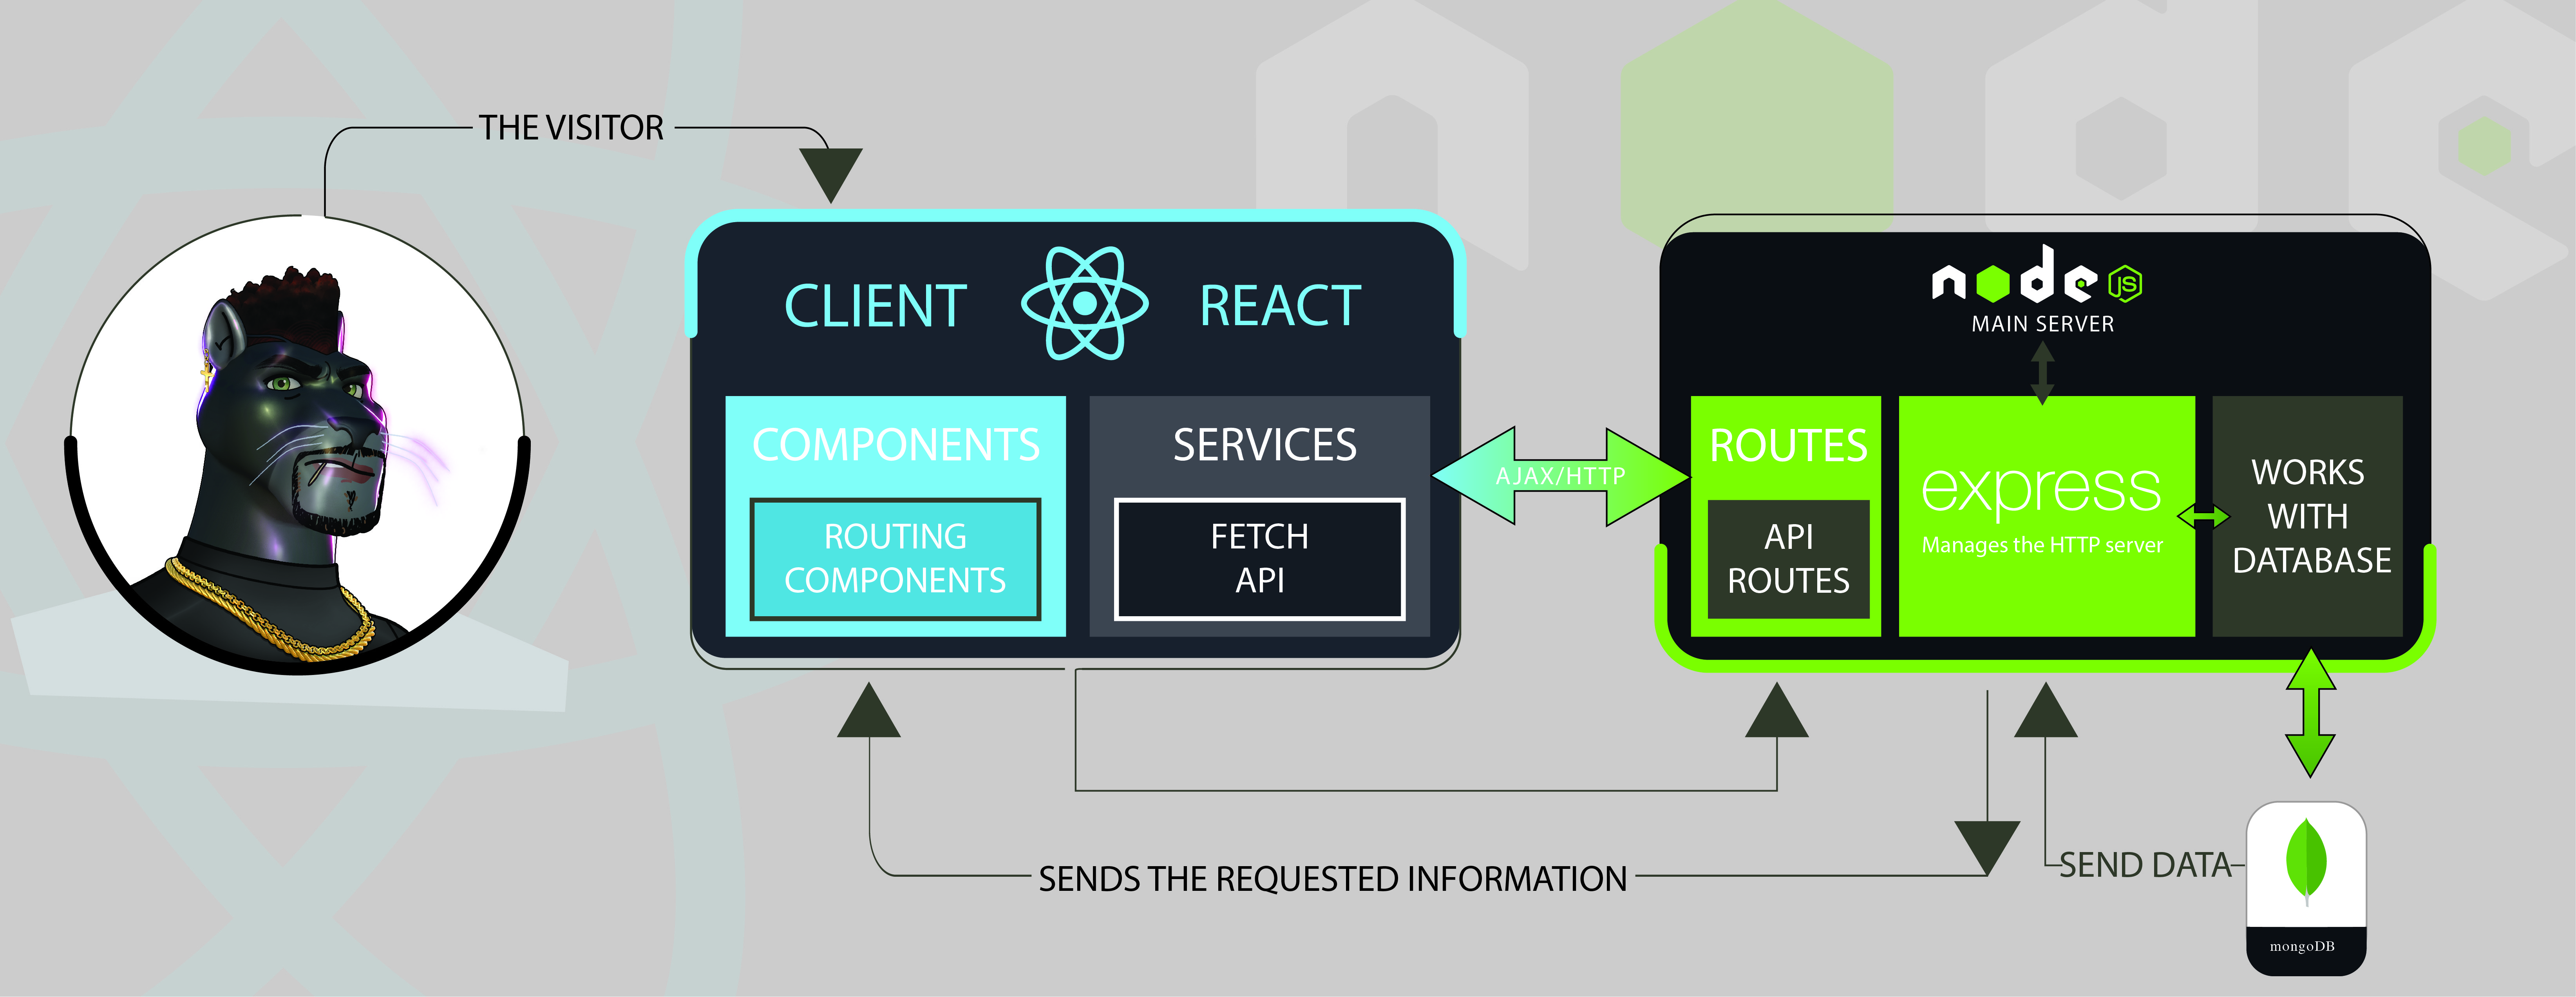 THE VISITOR
CLIENT
REACT
COMPONENTS
ROUTING
COMPONENTS
SERVICES
FETCH
API
AJAX/HTTP
node
JS
MAIN SERVER
ROUTES
API
ROUTES
express
Manages the HTTP server
WORKS
WITH
DATABASE
SENDS THE REQUESTED INFORMATION
SEND DATA
mongoDB